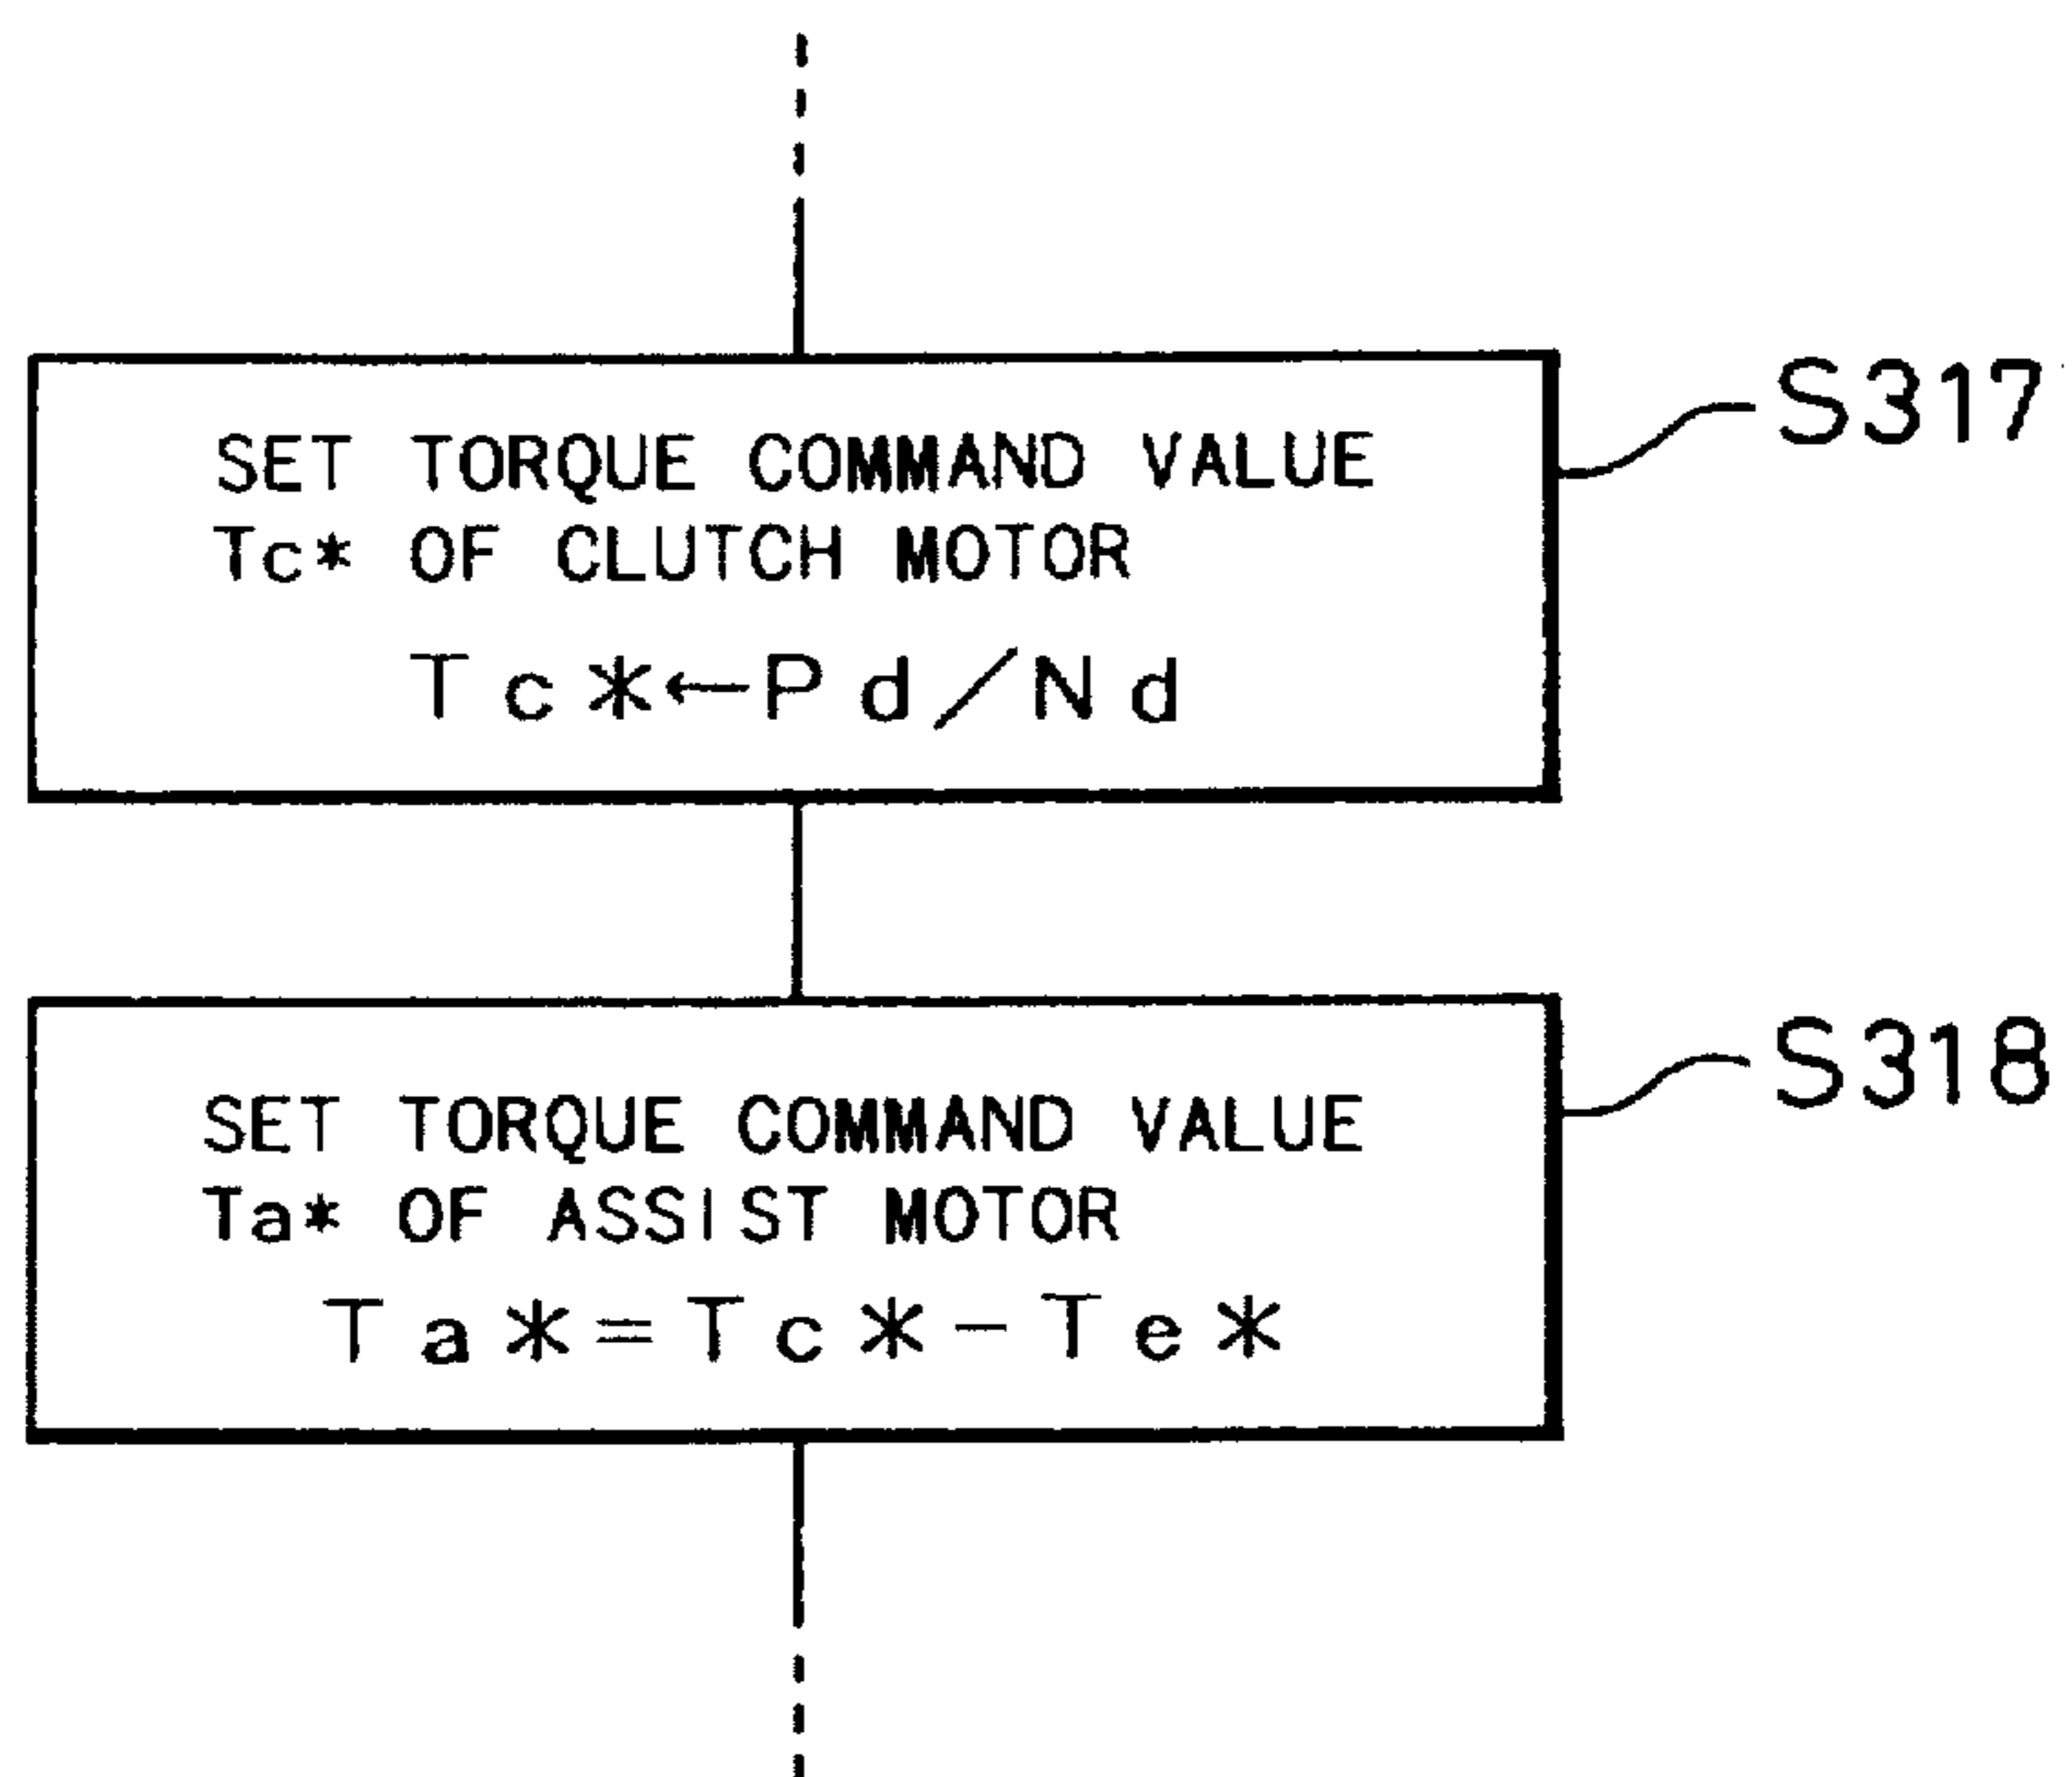 SET TORQUE COMMAND VALUE
Tc* OF CLUTCH MOTOR
Tc*←Pd/Nd
S317
SET TORQUE COMMAND VALUE
Ta* OF ASSIST MOTOR
Ta*=Tc*-Te*
S318